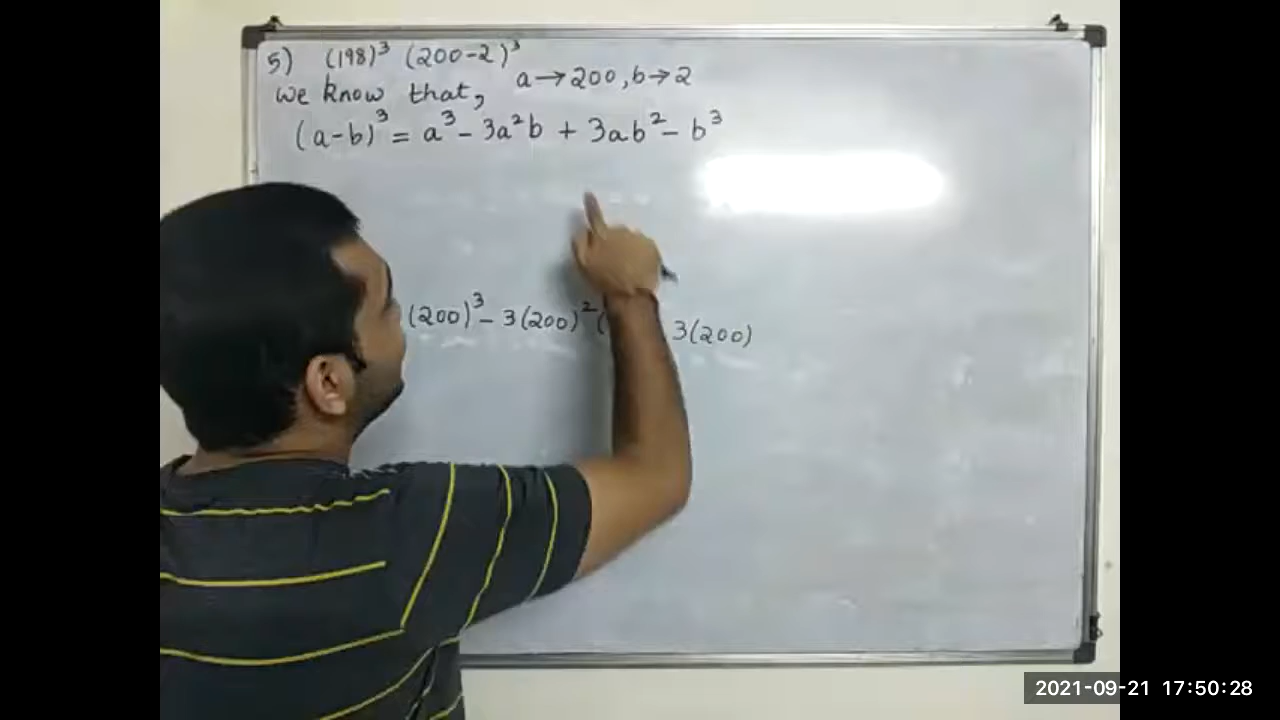 5) (198)³ (200-2)³
a→200, b→2
we know that,
(a-b)³ = a³ - 3a²b + 3ab² - b³
(200)³ - 3(200)² ( 3(200)
2021-09-21 17:50:28